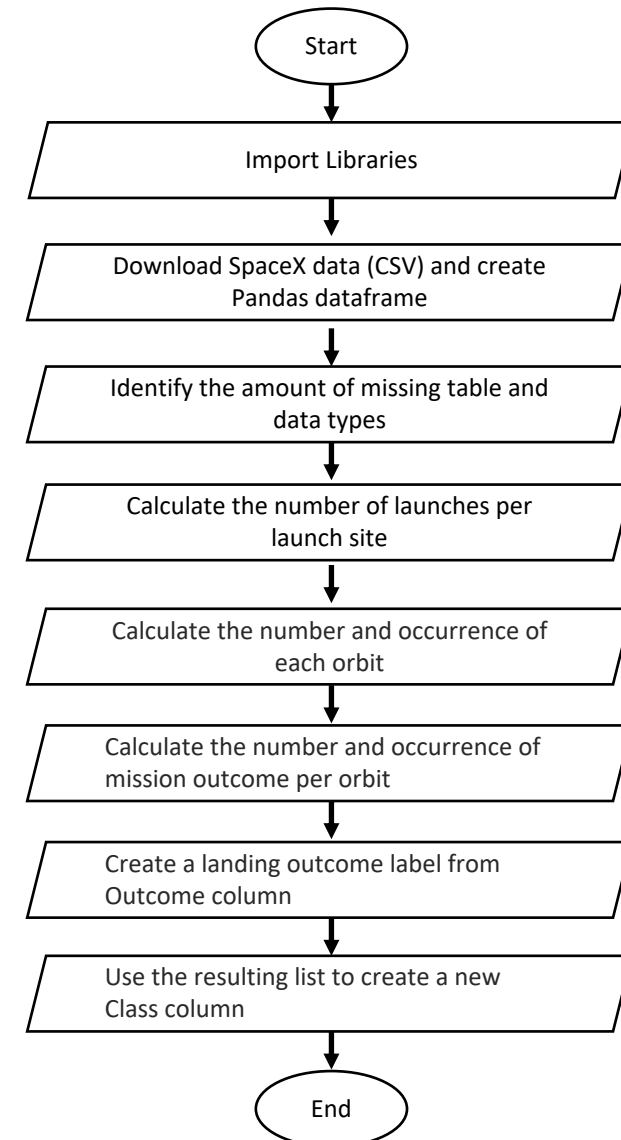 Start
Import Libraries
Download SpaceX data (CSV) and create
Pandas dataframe
Identify the amount of missing table and
data types
Calculate the number of launches per
launch site
Calculate the number and occurrence of
each orbit
Calculate the number and occurrence of
mission outcome per orbit
Create a landing outcome label from
Outcome column
Use the resulting list to create a new
Class column
End